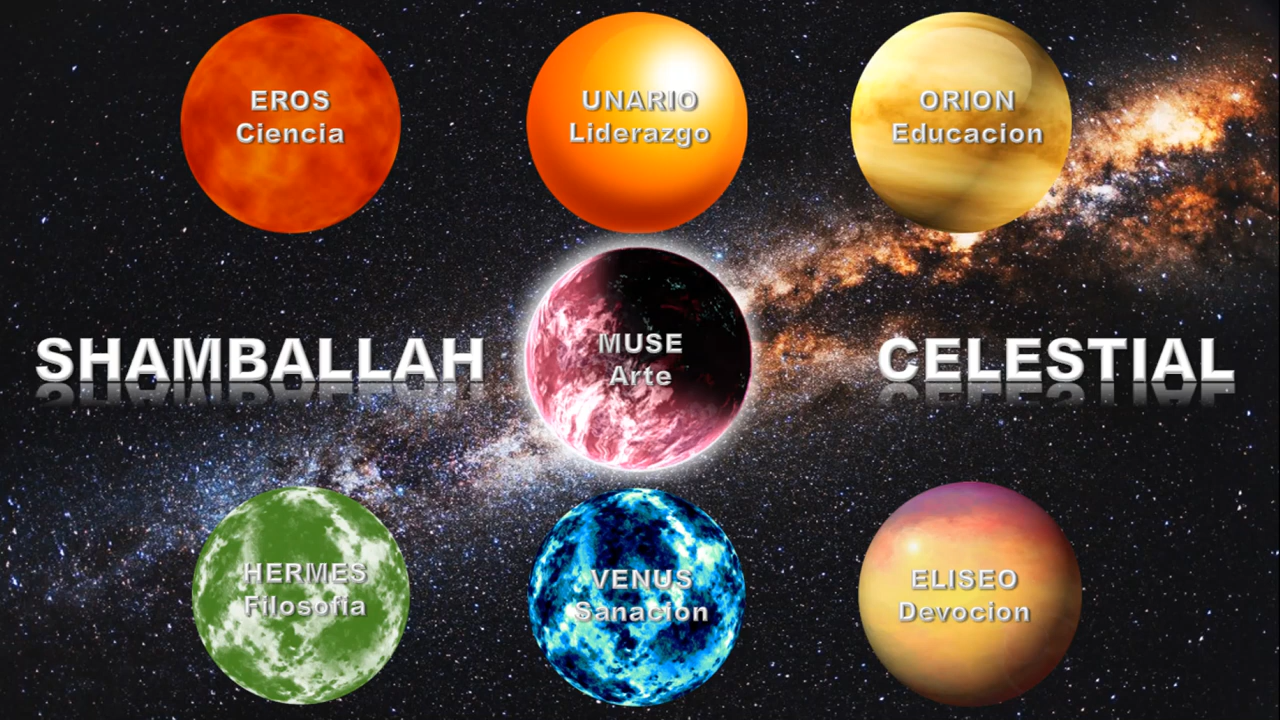 EROS
Ciencia
UNARIO
Liderazgo
ORION
Educacion
SHAMBALLAH
MUSE
Arte
CELESTIAL
HERMES
Filosofia
VENUS
Sanacion
ELISEO
Devocion